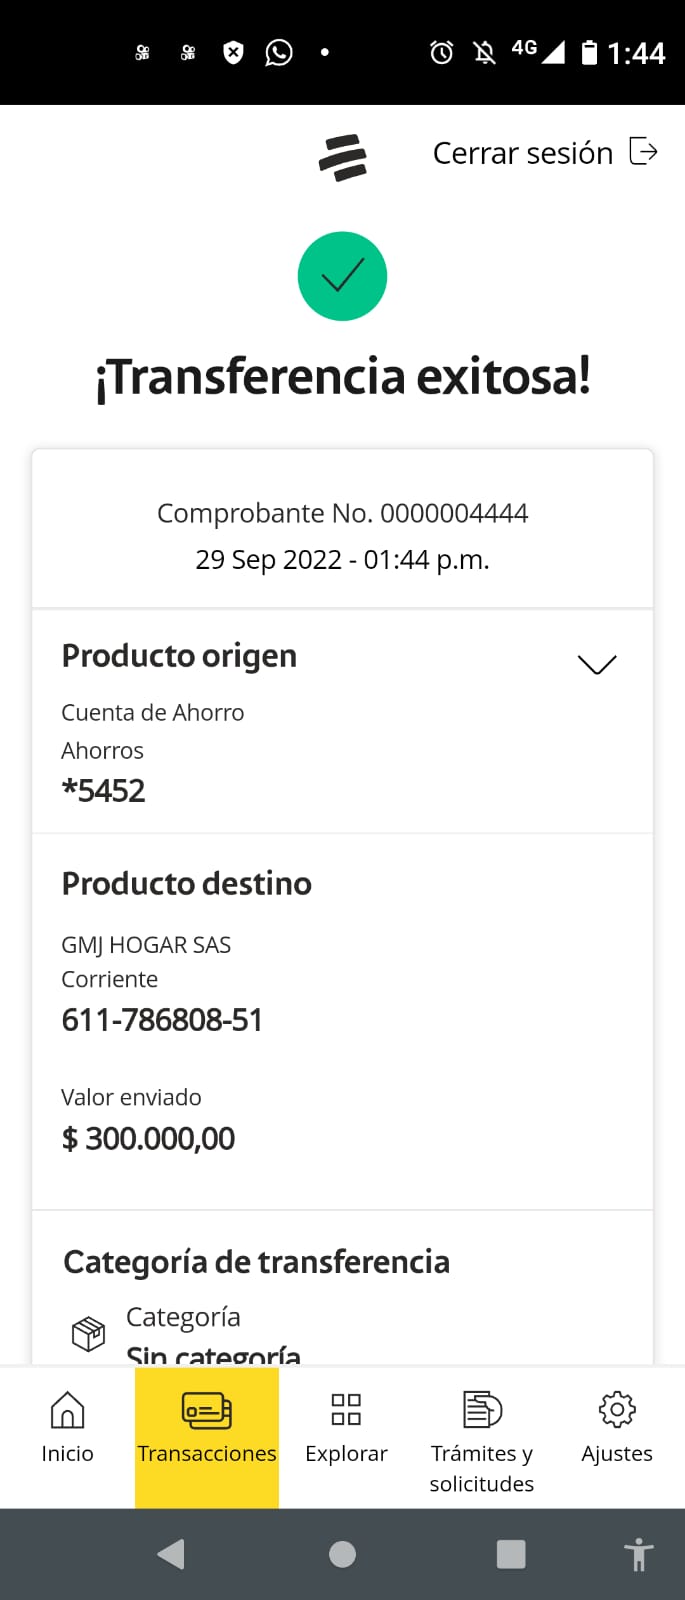 4G 1:44
Cerrar sesión
¡Transferencia exitosa!
Comprobante No. 0000004444
29 Sep 2022 - 01:44 p.m.
Producto origen
Cuenta de Ahorro
Ahorros
*5452
Producto destino
GMJ HOGAR SAS
Corriente
611-786808-51
Valor enviado
$ 300.000,00
Categoría de transferencia
Categoría
Sin categoría
Inicio
Transacciones
Explorar
Trámites y
solicitudes
Ajustes